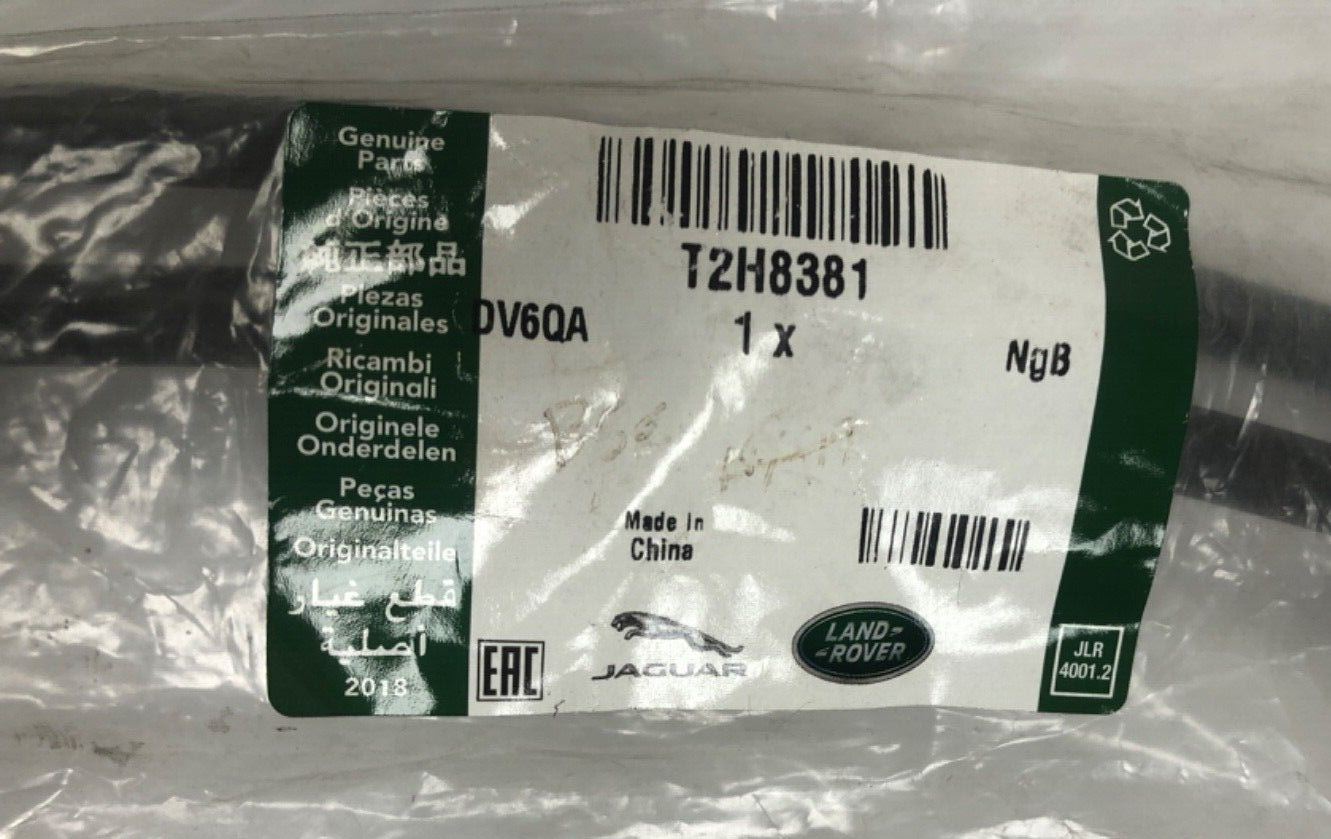 Genuine
Parts
Pièces
d'Origine
純正部品
Piezas
Originales
Ricambi
Originali
Originele
Onderdelen
Peças
Genuinas
Originalteile
قطع غيار
أصلية
2018
T2H8381
DV6QA
1 x
NgB
Made In
China
EAC
JAGUAR
LAND-
-ROVER
JLR
4001.2